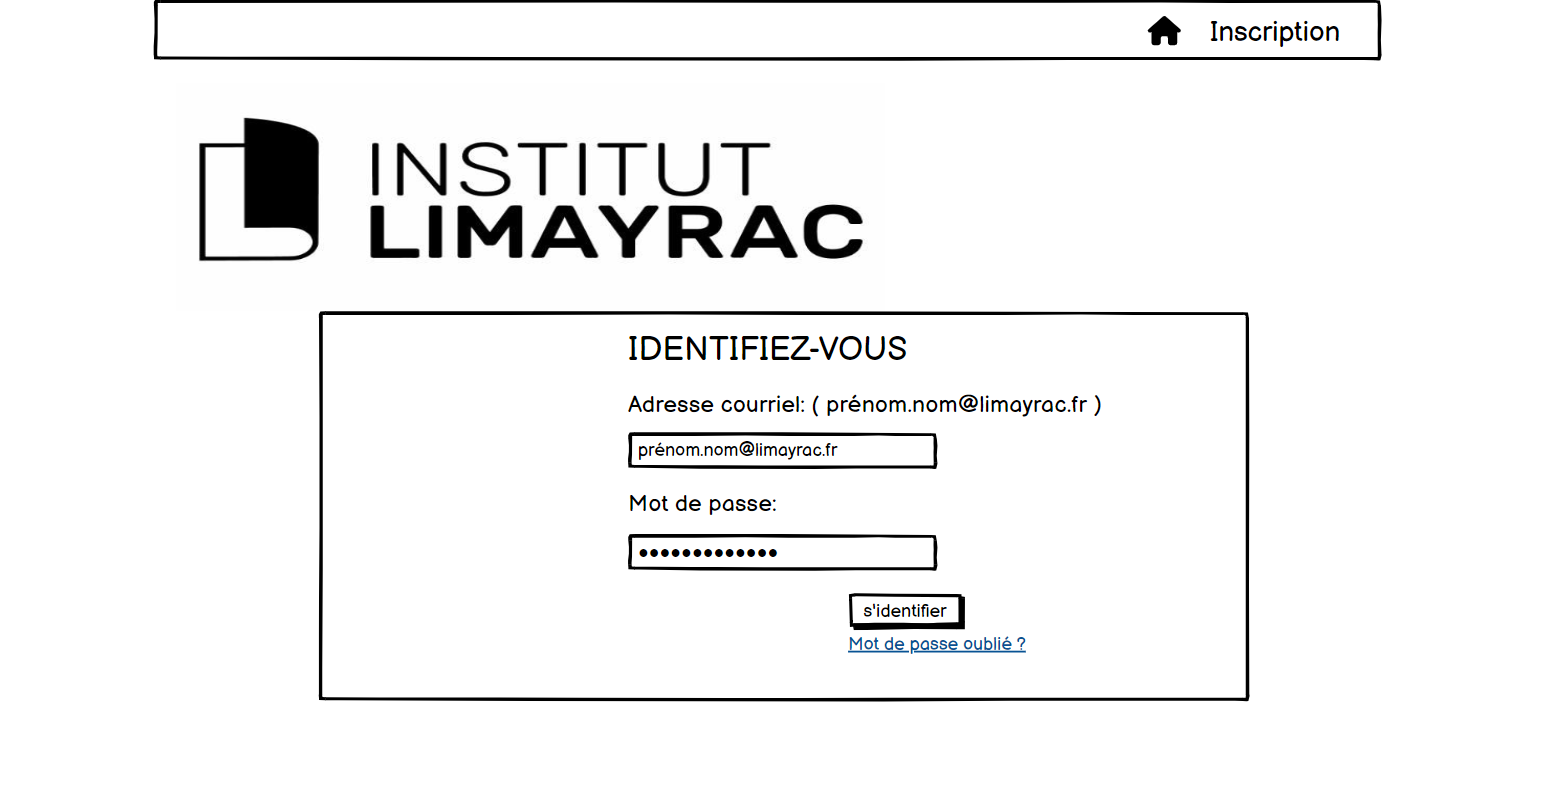 Inscription
INSTITUT
LIMAYRAC
IDENTIFIEZ-VOUS
Adresse courriel: ( prénom.nom@limayrac.fr )
prénom.nom@limayrac.fr
Mot de passe:
•••••••••••••
s'identifier
Mot de passe oublié ?